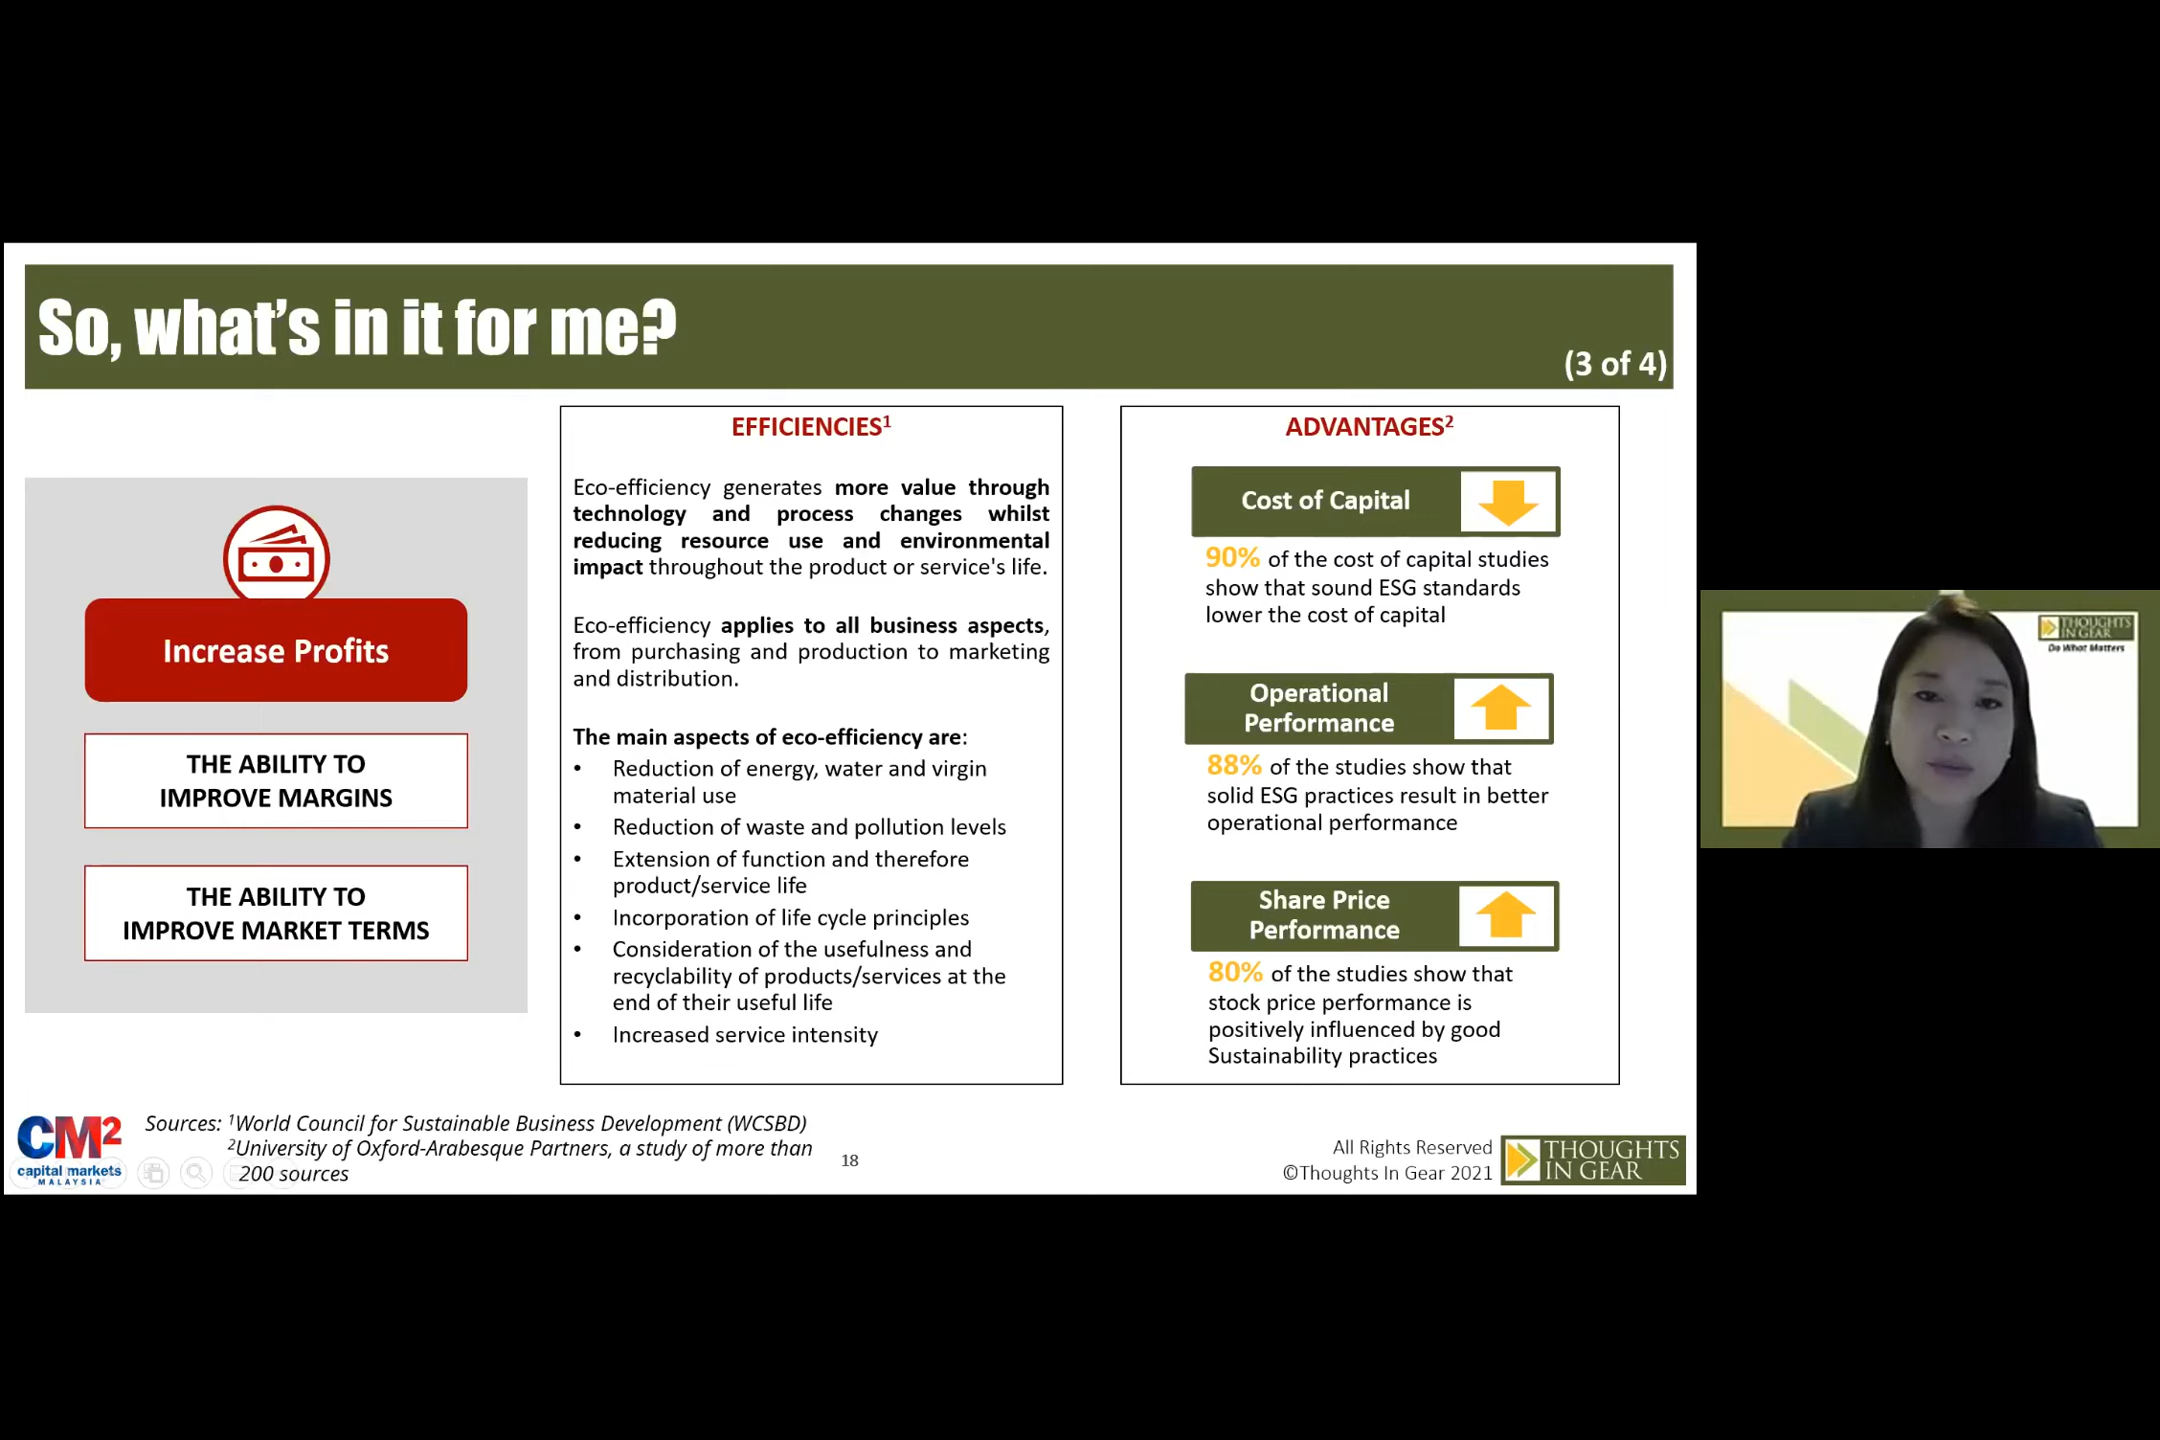 So, what's in it for me?
(3 of 4)
Increase Profits
THE ABILITY TO
IMPROVE MARGINS
THE ABILITY TO
IMPROVE MARKET TERMS
EFFICIENCIES¹
Eco-efficiency generates more value through
technology and process changes whilst
reducing resource use and environmental
impact throughout the product or service's life.
Eco-efficiency applies to all business aspects,
from purchasing and production to marketing
and distribution.
The main aspects of eco-efficiency are:
• Reduction of energy, water and virgin
material use
• Reduction of waste and pollution levels
• Extension of function and therefore
product/service life
• Incorporation of life cycle principles
• Consideration of the usefulness and
recyclability of products/services at the
end of their useful life
• Increased service intensity
ADVANTAGES²
Cost of Capital
90% of the cost of capital studies
show that sound ESG standards
lower the cost of capital
Operational
Performance
88% of the studies show that
solid ESG practices result in better
operational performance
Share Price
Performance
80% of the studies show that
stock price performance is
positively influenced by good
Sustainability practices
THOUGHTS
IN GEAR
Do What Matters
CM2
capital markets
MALAYSIA
Sources: ¹World Council for Sustainable Business Development (WCSBD)
²University of Oxford-Arabesque Partners, a study of more than
200 sources
18
All Rights Reserved
©Thoughts In Gear 2021
THOUGHTS
IN GEAR